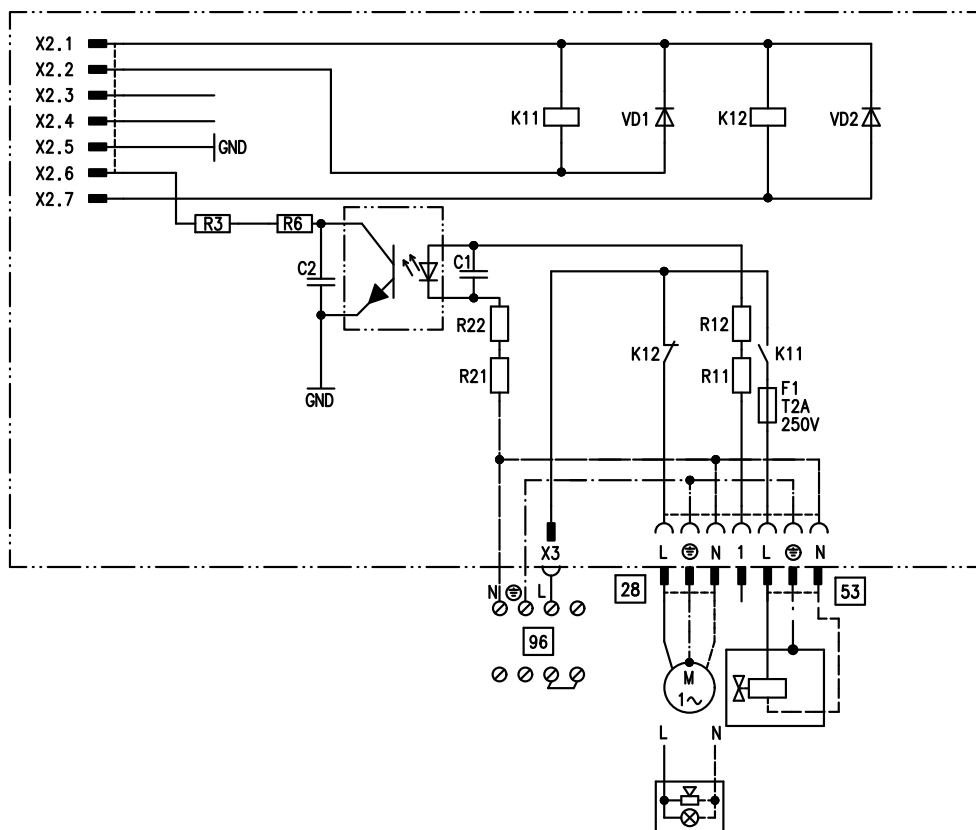 X2.1
X2.2
X2.3
X2.4
X2.5
X2.6
X2.7
GND
K11
VD1
K12
VD2
R3
R6
C2
C1
GND
R22
R21
K12
R12
R11
K11
F1
T2A
250V
X3
L
N
1
L
N
N
L
28
53
96
M
1~
L
N